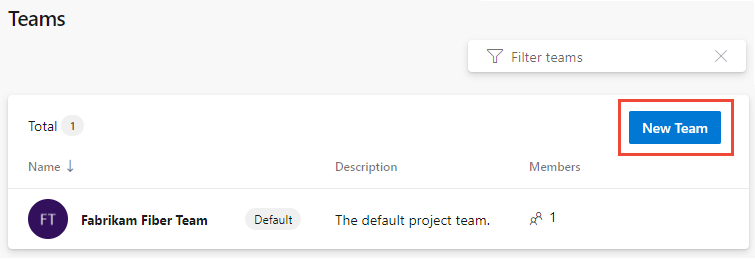 Teams
Filter teams
Total 1
New Team
Name ↓ Description Members
FT Fabrikam Fiber Team Default The default project team. 1